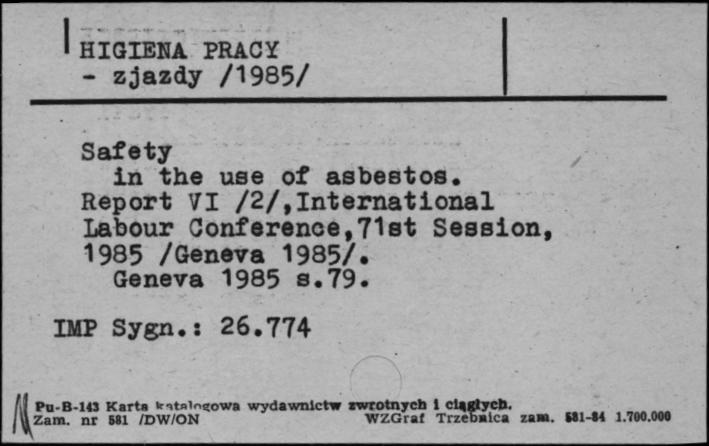 HIGIENA PRACY
- zjazdy /1985/
Safety
in the use of asbestos.
Report VI /2/,International
Labour Conference,71st Session,
1985 /Geneva 1985/.
Geneva 1985 s.79.
IMP Sygn.: 26.774
Pu-B-143 Karta katalogowa wydawnictw zwrotnych i ciągłych.
Zam. nr 581 /DW/ON WZGraf Trzebnica zam. 581-84 1.700.000